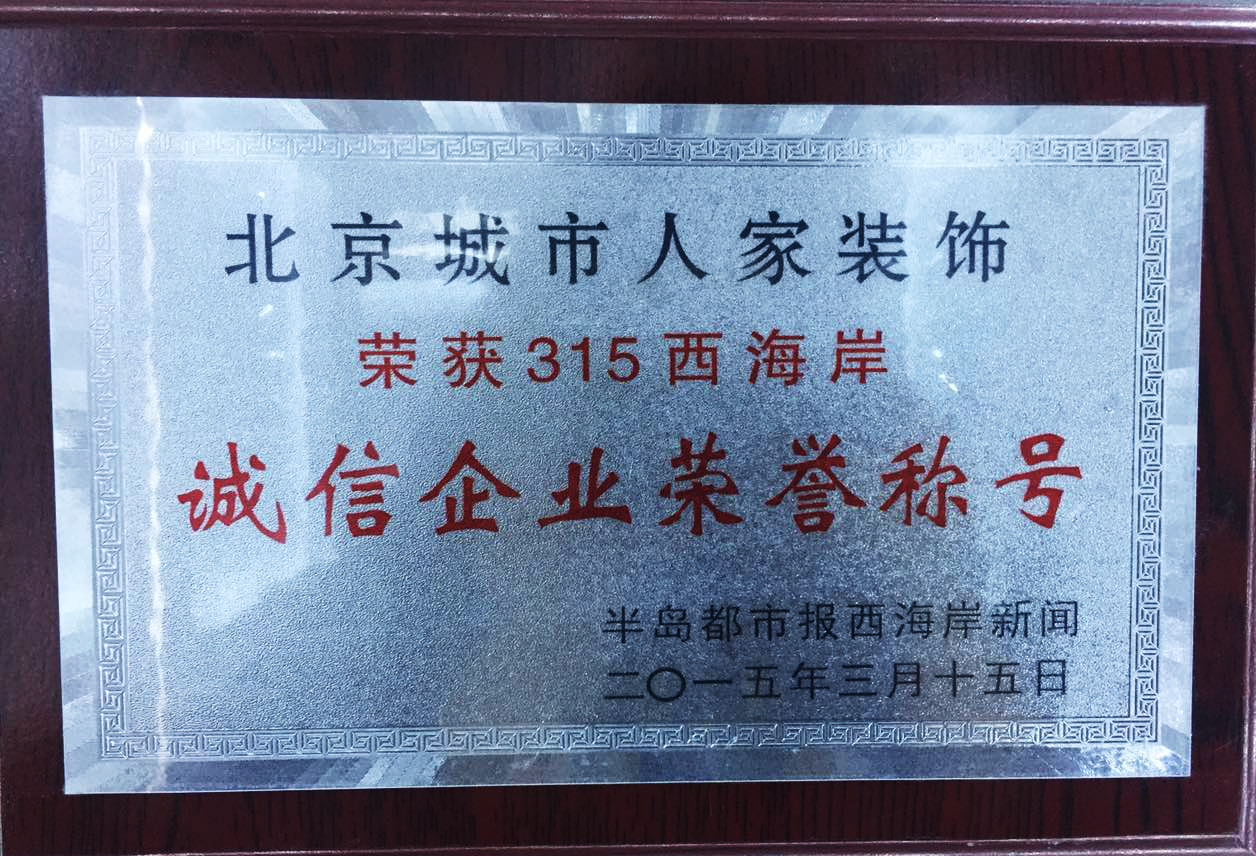 北京城市人家装饰
荣获315西海岸
诚信企业荣誉称号
半岛都市报西海岸新闻
二〇一五年三月十五日